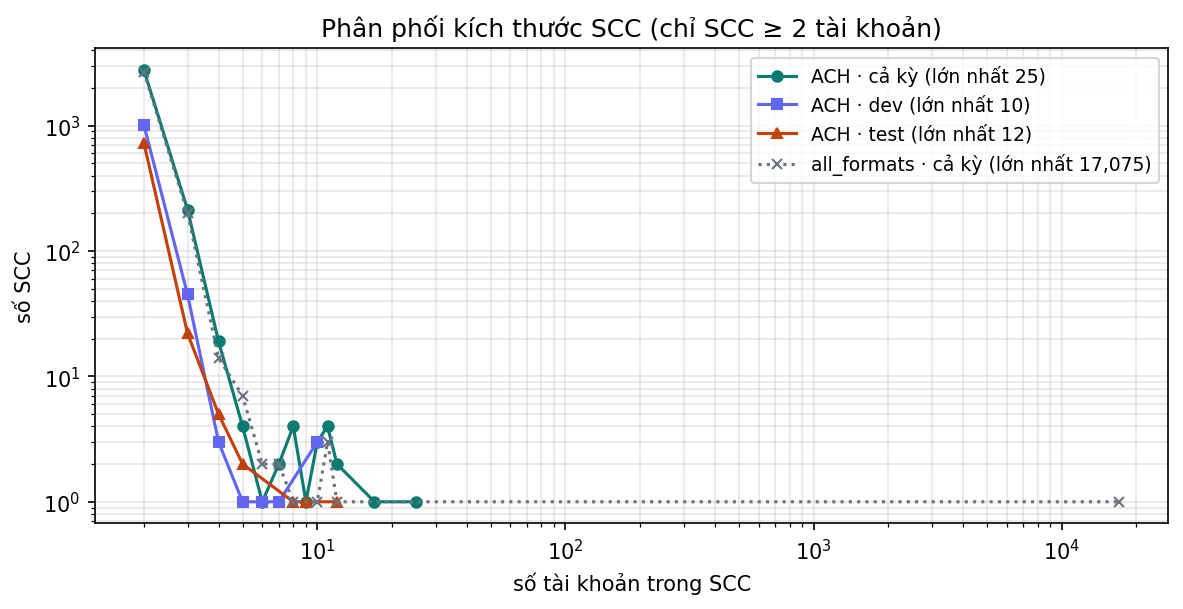 Phân phối kích thước SCC (chỉ SCC ≥ 2 tài khoản)
ACH · cả kỳ (lớn nhất 25)
ACH · dev (lớn nhất 10)
ACH · test (lớn nhất 12)
all_formats · cả kỳ (lớn nhất 17,075)
số SCC
10³
10²
10¹
10⁰
10¹
10²
10³
10⁴
số tài khoản trong SCC